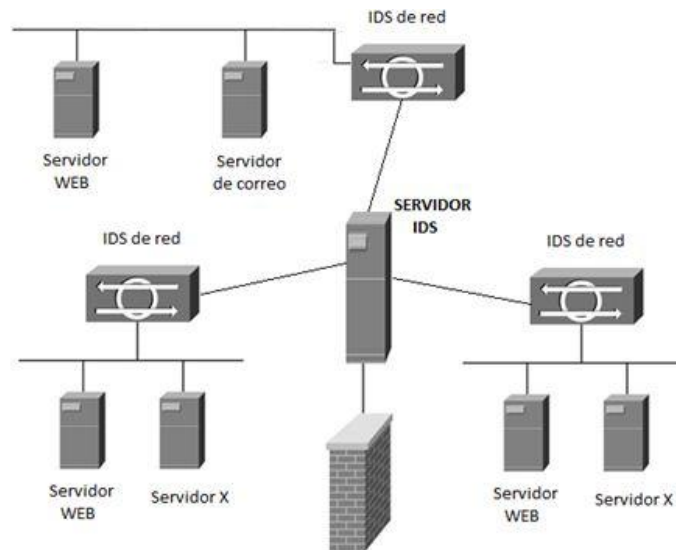 IDS de red
Servidor
WEB
Servidor
de correo
SERVIDOR
IDS
IDS de red
IDS de red
Servidor
WEB
Servidor X
Servidor
WEB
Servidor X